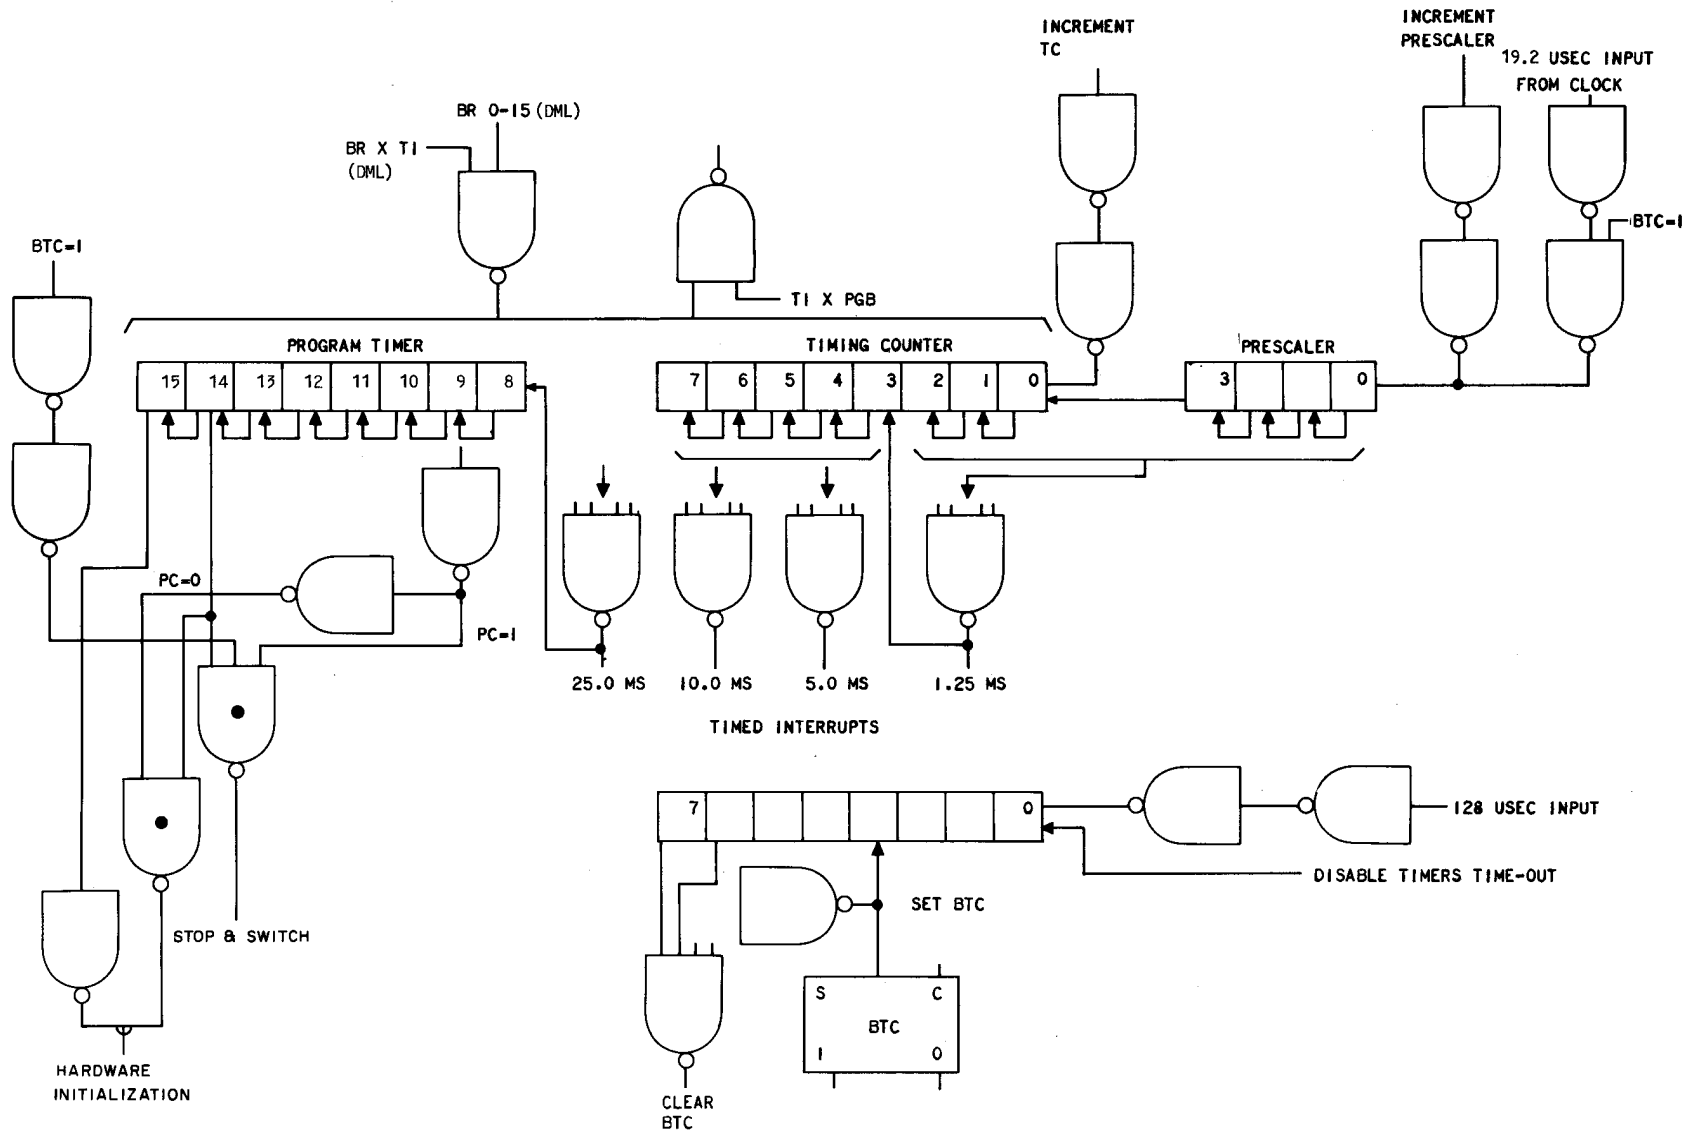 INCREMENT
TC
INCREMENT
PRESCALER
19.2 USEC INPUT
FROM CLOCK
BR 0-15 (DML)
BR X TI
(DML)
BTC=1
BTC=1
TI X PGB
PROGRAM TIMER
TIMING COUNTER
PRESCALER
15 14 13 12 11 10 9 8
7 6 5 4 3 2 1 0
3 0
PC=0
PC=1
25.0 MS
10.0 MS
5.0 MS
1.25 MS
TIMED INTERRUPTS
7 0
128 USEC INPUT
DISABLE TIMERS TIME-OUT
SET BTC
STOP & SWITCH
S C
BTC
1 0
HARDWARE
INITIALIZATION
CLEAR
BTC